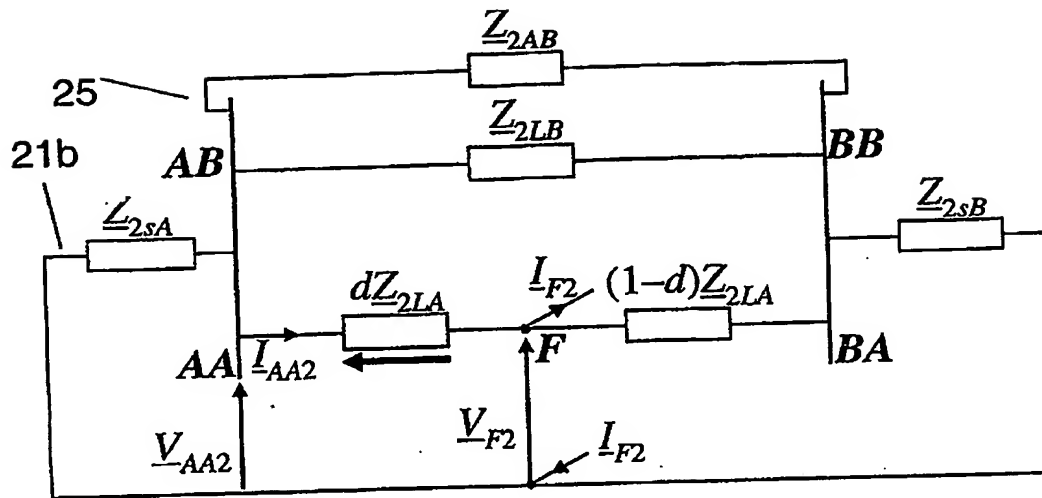 Z2AB
25
Z2LB
21b
AB
BB
Z2sA
Z2sB
IF2
dZ2LA
(1–d)Z2LA
F
AA
IAA2
BA
VAA2
VF2
IF2